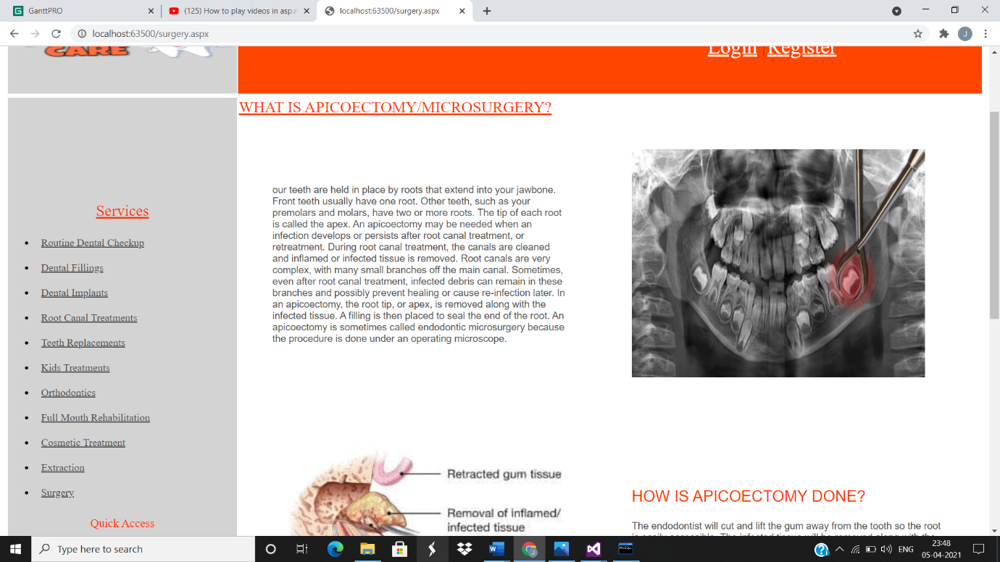 GanttPRO
(125) How to play videos in asp.n
localhost:63500/surgery.aspx
localhost:63500/surgery.aspx
J
CARE
Login | Register
WHAT IS APICOECTOMY/MICROSURGERY?
our teeth are held in place by roots that extend into your jawbone.
Front teeth usually have one root. Other teeth, such as your
premolars and molars, have two or more roots. The tip of each root
is called the apex. An apicoectomy may be needed when an
infection develops or persists after root canal treatment, or
retreatment. During root canal treatment, the canals are cleaned
and inflamed or infected tissue is removed. Root canals are very
complex, with many small branches off the main canal. Sometimes,
even after root canal treatment, infected debris can remain in these
branches and possibly prevent healing or cause re-infection later. In
an apicoectomy, the root tip, or apex, is removed along with the
infected tissue. A filling is then placed to seal the end of the root. An
apicoectomy is sometimes called endodontic microsurgery because
the procedure is done under an operating microscope.
Services
Routine Dental Checkup
Dental Fillings
Dental Implants
Root Canal Treatments
Teeth Replacements
Kids Treatments
Orthodontics
Full Mouth Rehabilitation
Cosmetic Treatment
Extraction
Surgery
Quick Access
Retracted gum tissue
Removal of inflamed/
infected tissue
HOW IS APICOECTOMY DONE?
The endodontist will cut and lift the gum away from the tooth so the root
is easily accessible. The infected tissue will be removed along with the
Type here to search
ENG
23:48
05-04-2021